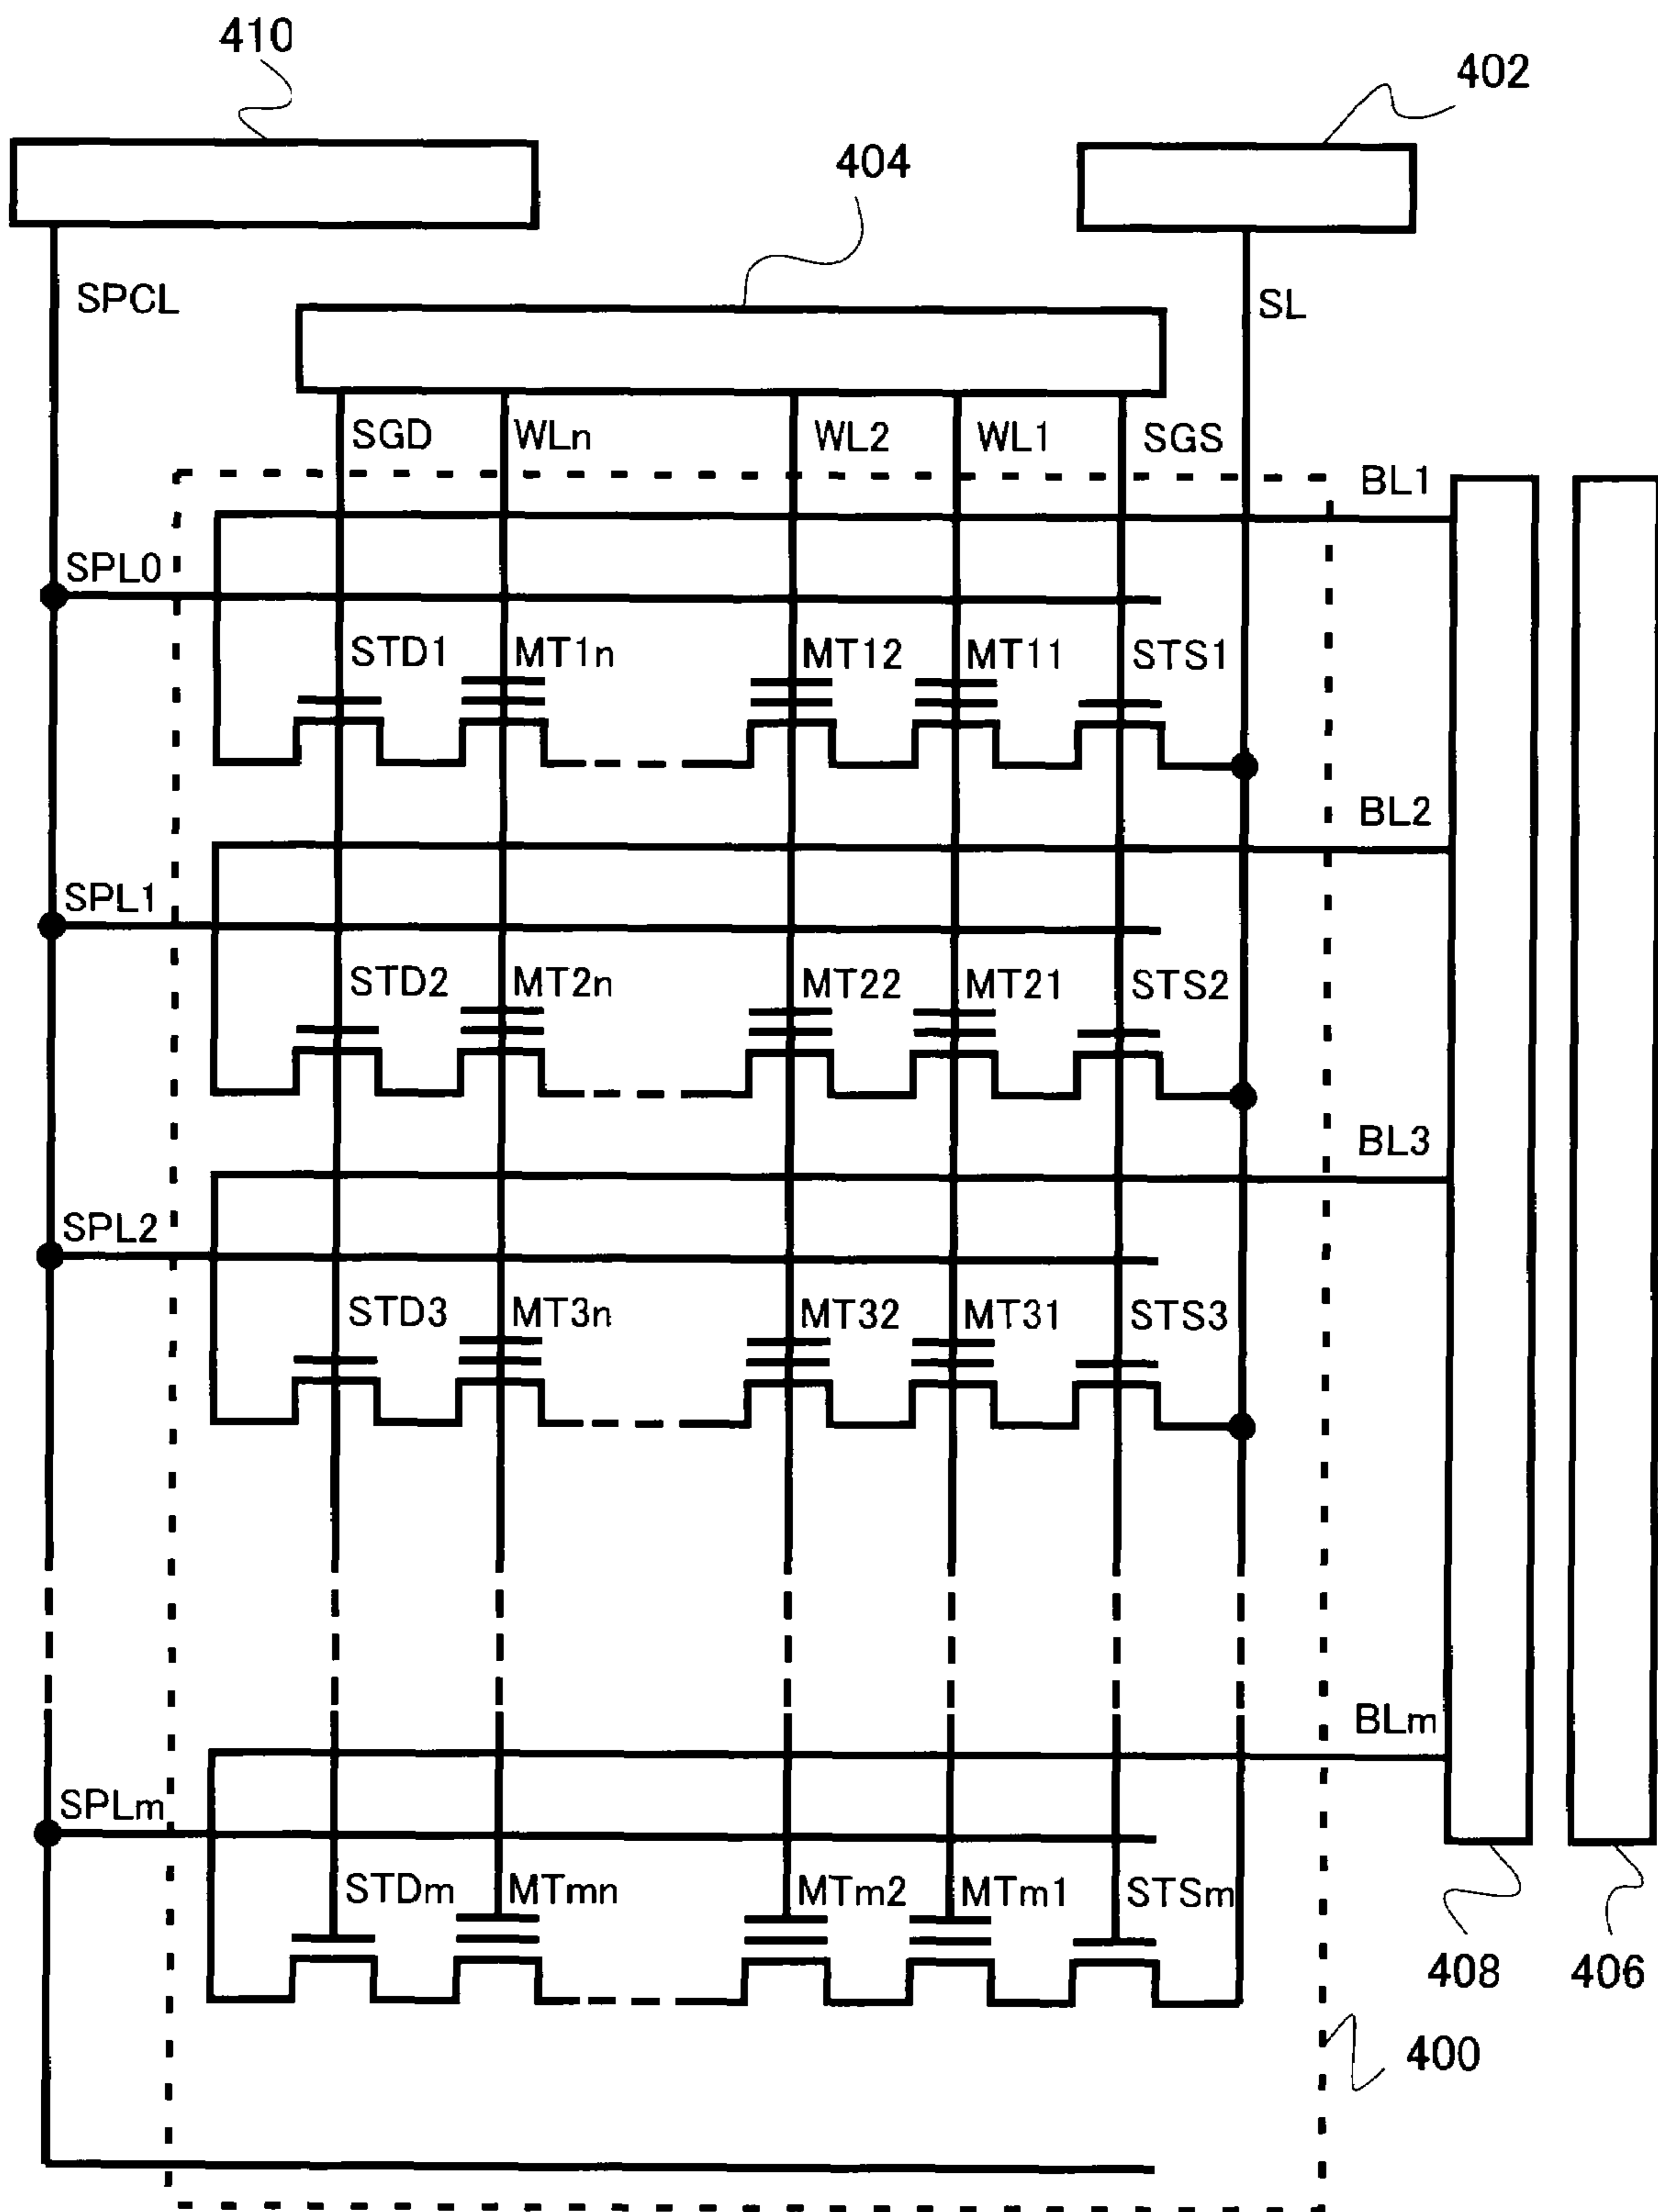 410
402
404
SPCL
SL
SGD WLn WL2 WL1 SGS
BL1
SPL0
STD1 MT1n MT12 MT11 STS1
BL2
SPL1
STD2 MT2n MT22 MT21 STS2
BL3
SPL2
STD3 MT3n MT32 MT31 STS3
BLm
SPLm
STDm MTmn MTm2 MTm1 STSm
408 406
400